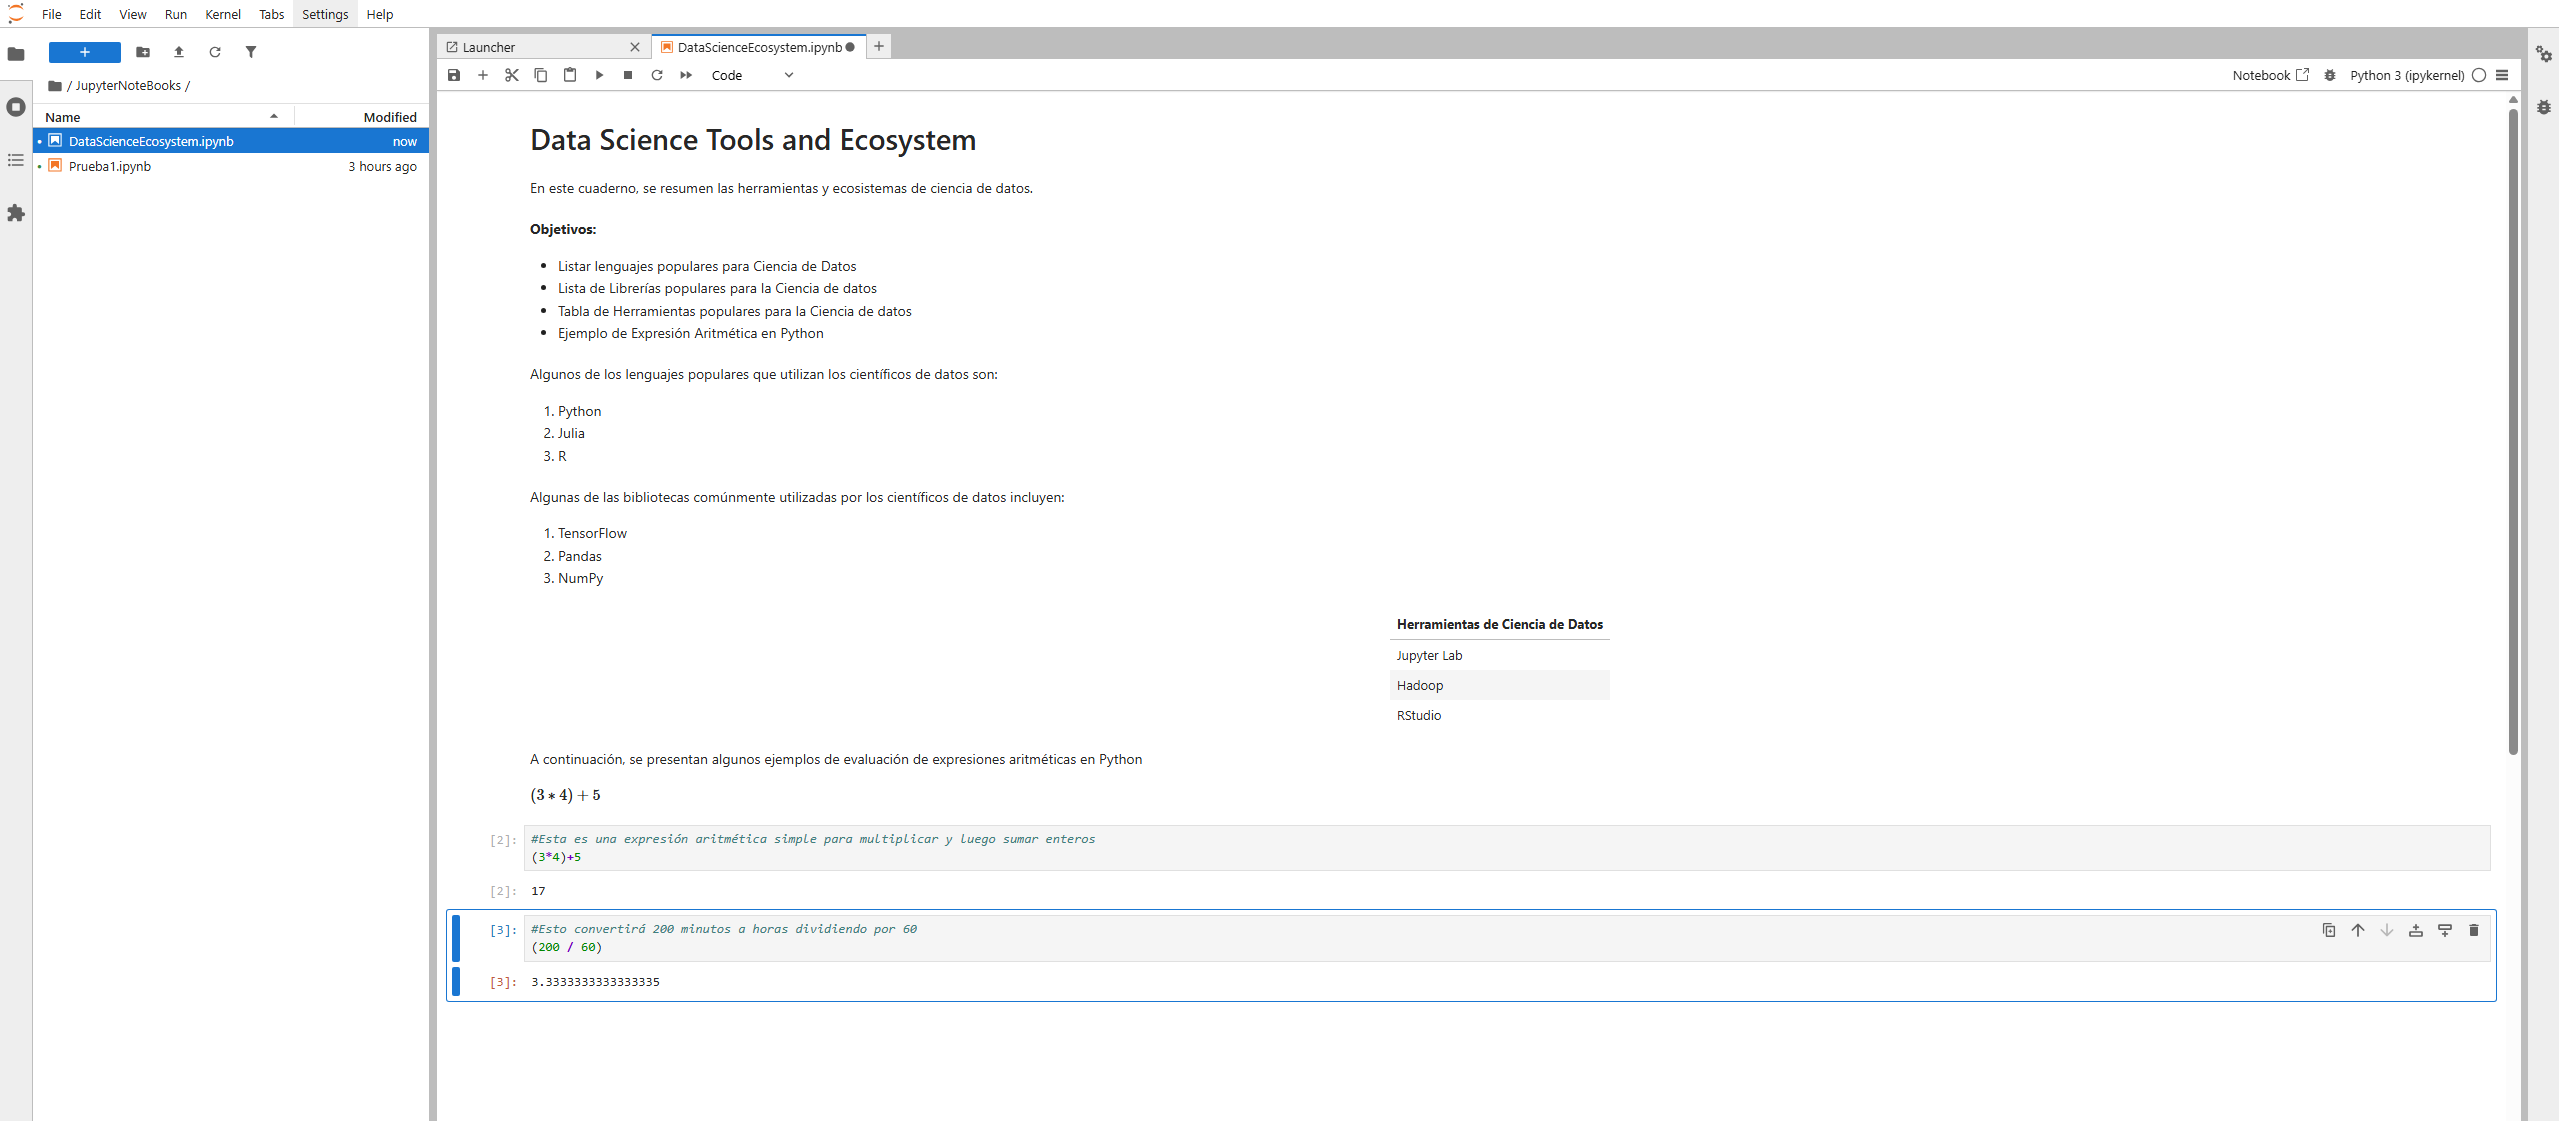 File Edit View Run Kernel Tabs Settings Help
/ JupyterNoteBooks /
Name Modified
DataScienceEcosystem.ipynb now
Prueba1.ipynb 3 hours ago
Launcher DataScienceEcosystem.ipynb
Code Notebook Python 3 (ipykernel)
Data Science Tools and Ecosystem
En este cuaderno, se resumen las herramientas y ecosistemas de ciencia de datos.
Objetivos:
• Listar lenguajes populares para Ciencia de Datos
• Lista de Librerías populares para la Ciencia de datos
• Tabla de Herramientas populares para la Ciencia de datos
• Ejemplo de Expresión Aritmética en Python
Algunos de los lenguajes populares que utilizan los científicos de datos son:
1. Python
2. Julia
3. R
Algunas de las bibliotecas comúnmente utilizadas por los científicos de datos incluyen:
1. TensorFlow
2. Pandas
3. NumPy
Herramientas de Ciencia de Datos
Jupyter Lab
Hadoop
RStudio
A continuación, se presentan algunos ejemplos de evaluación de expresiones aritméticas en Python
(3 * 4) + 5
[2]: #Esta es una expresión aritmética simple para multiplicar y luego sumar enteros
(3*4)+5
[2]: 17
[3]: #Esto convertirá 200 minutos a horas dividiendo por 60
(200 / 60)
[3]: 3.3333333333333335